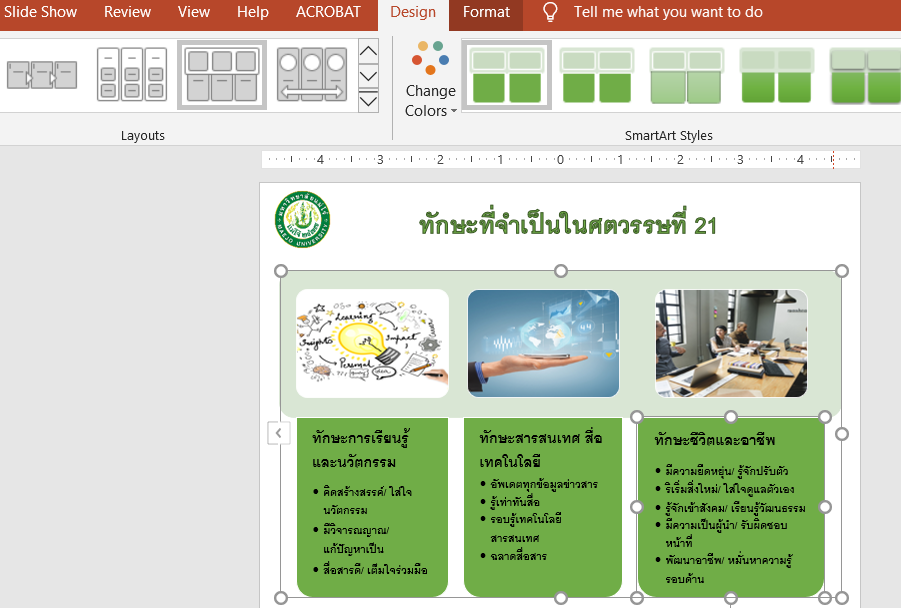 Slide Show Review View Help ACROBAT Design Format Tell me what you want to do
Change
Colors
Layouts
SmartArt Styles
4 3 2 1 0 1 2 3 4
MAEJO UNIVERSITY
ทักษะที่จำเป็นในศตวรรษที่ 21
Learning
Insights
Impact
Personal
idea
ทักษะการเรียนรู้
และนวัตกรรม
• คิดสร้างสรรค์/ ใส่ใจ
นวัตกรรม
• มีวิจารณญาณ/
แก้ปัญหาเป็น
• สื่อสารดี/ เต็มใจร่วมมือ
ทักษะสารสนเทศ สื่อ
เทคโนโลยี
• อัพเดตทุกข้อมูลข่าวสาร
• รู้เท่าทันสื่อ
• รอบรู้เทคโนโลยี
สารสนเทศ
• ฉลาดสื่อสาร
ทักษะชีวิตและอาชีพ
• มีความยืดหยุ่น/ รู้จักปรับตัว
• ริเริ่มสิ่งใหม่/ ใส่ใจดูแลตัวเอง
• รู้จักเข้าสังคม/ เรียนรู้วัฒนธรรม
• มีความเป็นผู้นำ/ รับผิดชอบ
หน้าที่
• พัฒนาอาชีพ/ หมั่นหาความรู้
รอบด้าน